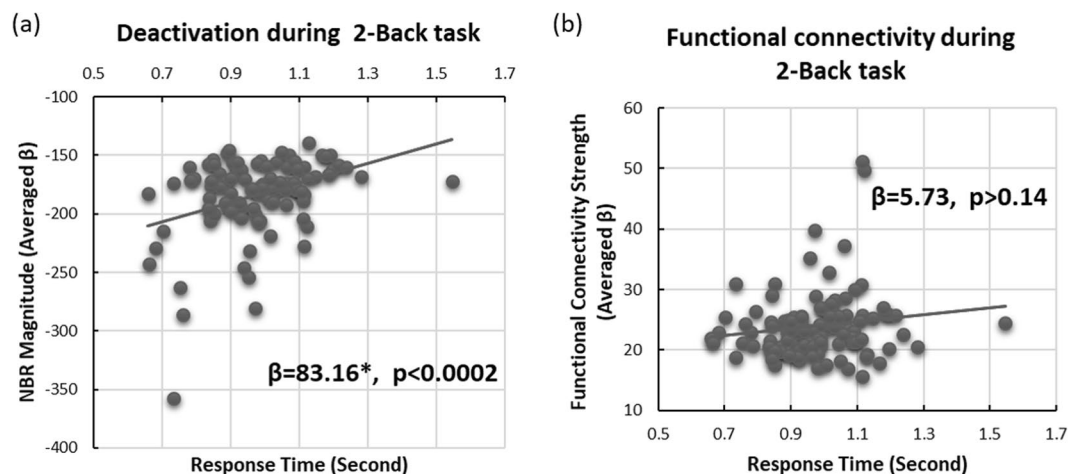 (a)
Deactivation during 2-Back task
0.5 0.7 0.9 1.1 1.3 1.5 1.7
-100
-150
-200
-250
-300
-350
-400
NBR Magnitude (Averaged β)
β=83.16*, p<0.0002
Response Time (Second)
(b)
Functional connectivity during
2-Back task
60
50
40
30
20
10
Functional Connectivity Strength
(Averaged β)
β=5.73, p>0.14
0.5 0.7 0.9 1.1 1.3 1.5 1.7
Response Time (Second)